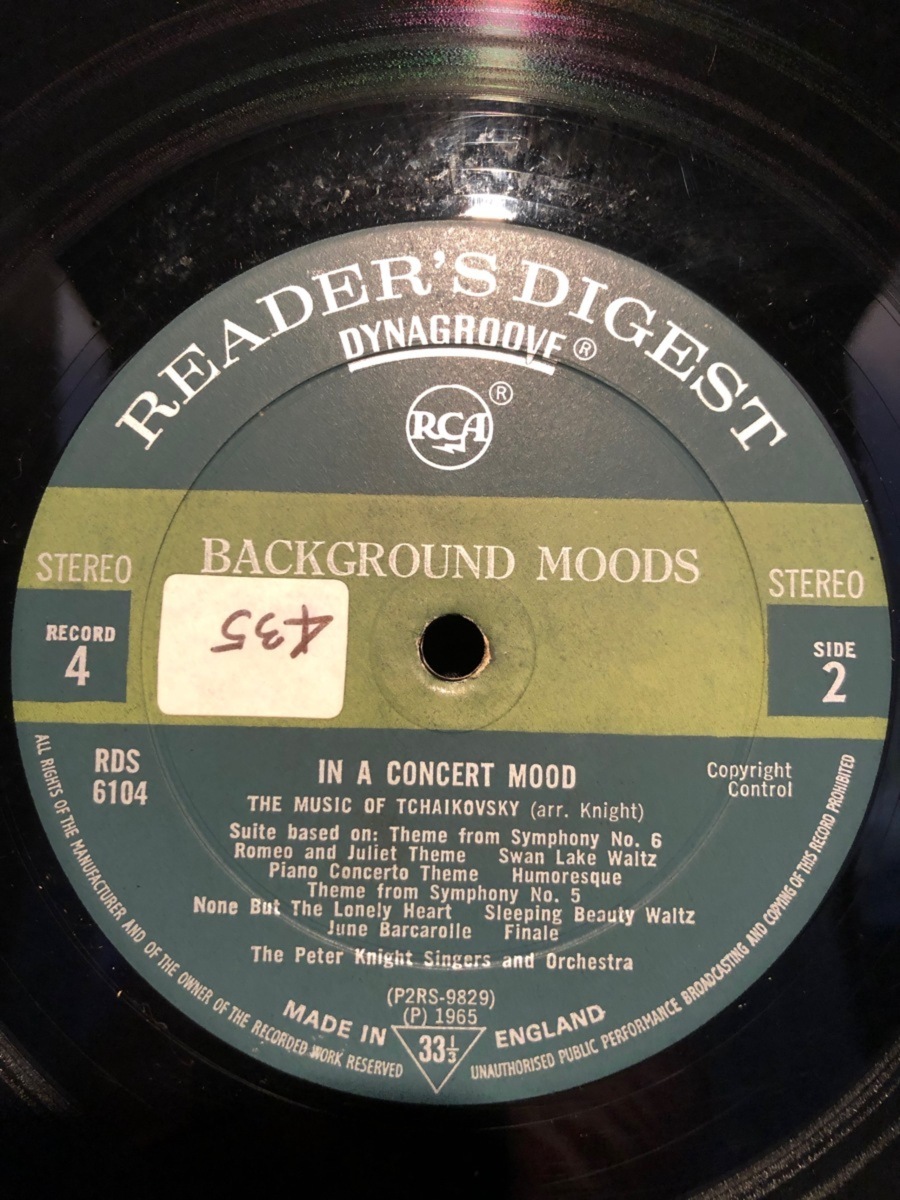 READER'S DIGEST
DYNAGROOVE ®
RCA ®
BACKGROUND MOODS
STEREO
STEREO
RECORD
4
435
SIDE
2
RDS
6104
IN A CONCERT MOOD
Copyright
Control
THE MUSIC OF TCHAIKOVSKY (arr. Knight)
Suite based on: Theme from Symphony No. 6
Romeo and Juliet Theme Swan Lake Waltz
Piano Concerto Theme Humoresque
Theme from Symphony No. 5
None But The Lonely Heart Sleeping Beauty Waltz
June Barcarolle Finale
The Peter Knight Singers and Orchestra
(P2RS-9829)
(P) 1965
MADE IN ENGLAND
33⅓
ALL RIGHTS OF THE MANUFACTURER AND OF THE OWNER OF THE RECORDED WORK RESERVED
UNAUTHORISED PUBLIC PERFORMANCE BROADCASTING AND COPYING OF THIS RECORD PROHIBITED